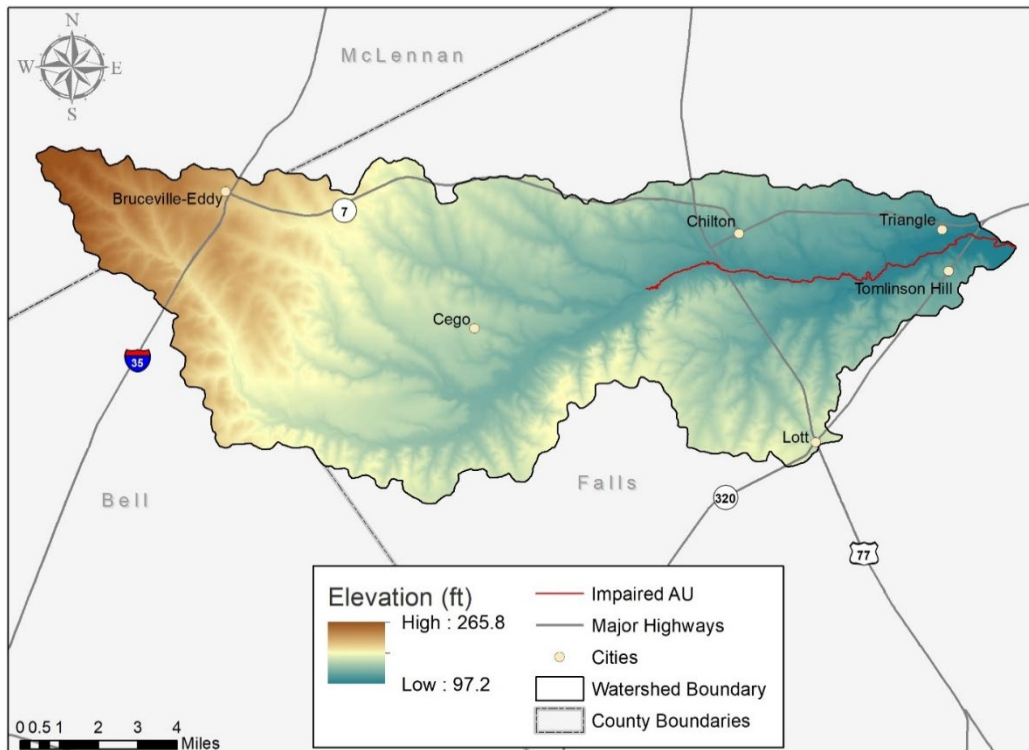 N
W E
S
McLennan
Bruceville-Eddy
7
Chilton
Triangle
Tomlinson Hill
Cego
35
Lott
Bell
Falls
320
77
Elevation (ft)
High : 265.8
Low : 97.2
Impaired AU
Major Highways
Cities
Watershed Boundary
County Boundaries
0 0.5 1 2 3 4
Miles